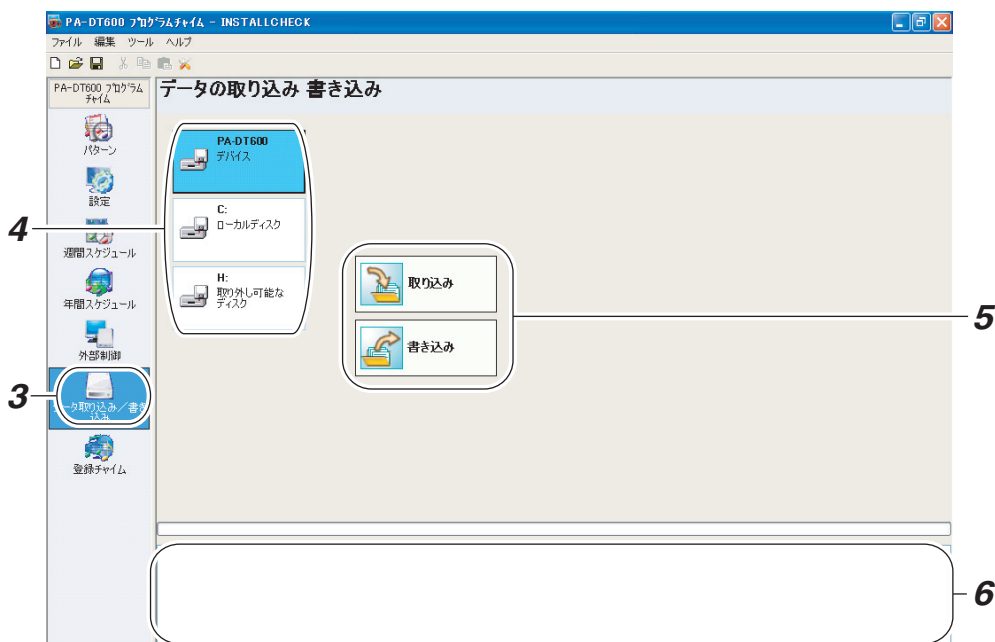 PA-DT600 プログラムチャイム - INSTALLCHECK
ファイル 編集 ツール ヘルプ
PA-DT600 プログラム
チャイム
データの取り込み 書き込み
パターン
設定
週間スケジュール
年間スケジュール
外部制御
データ取り込み／書き
込み
登録チャイム
PA-DT600
デバイス
C:
ローカルディスク
H:
取り外し可能な
ディスク
取り込み
書き込み
3
4
5
6